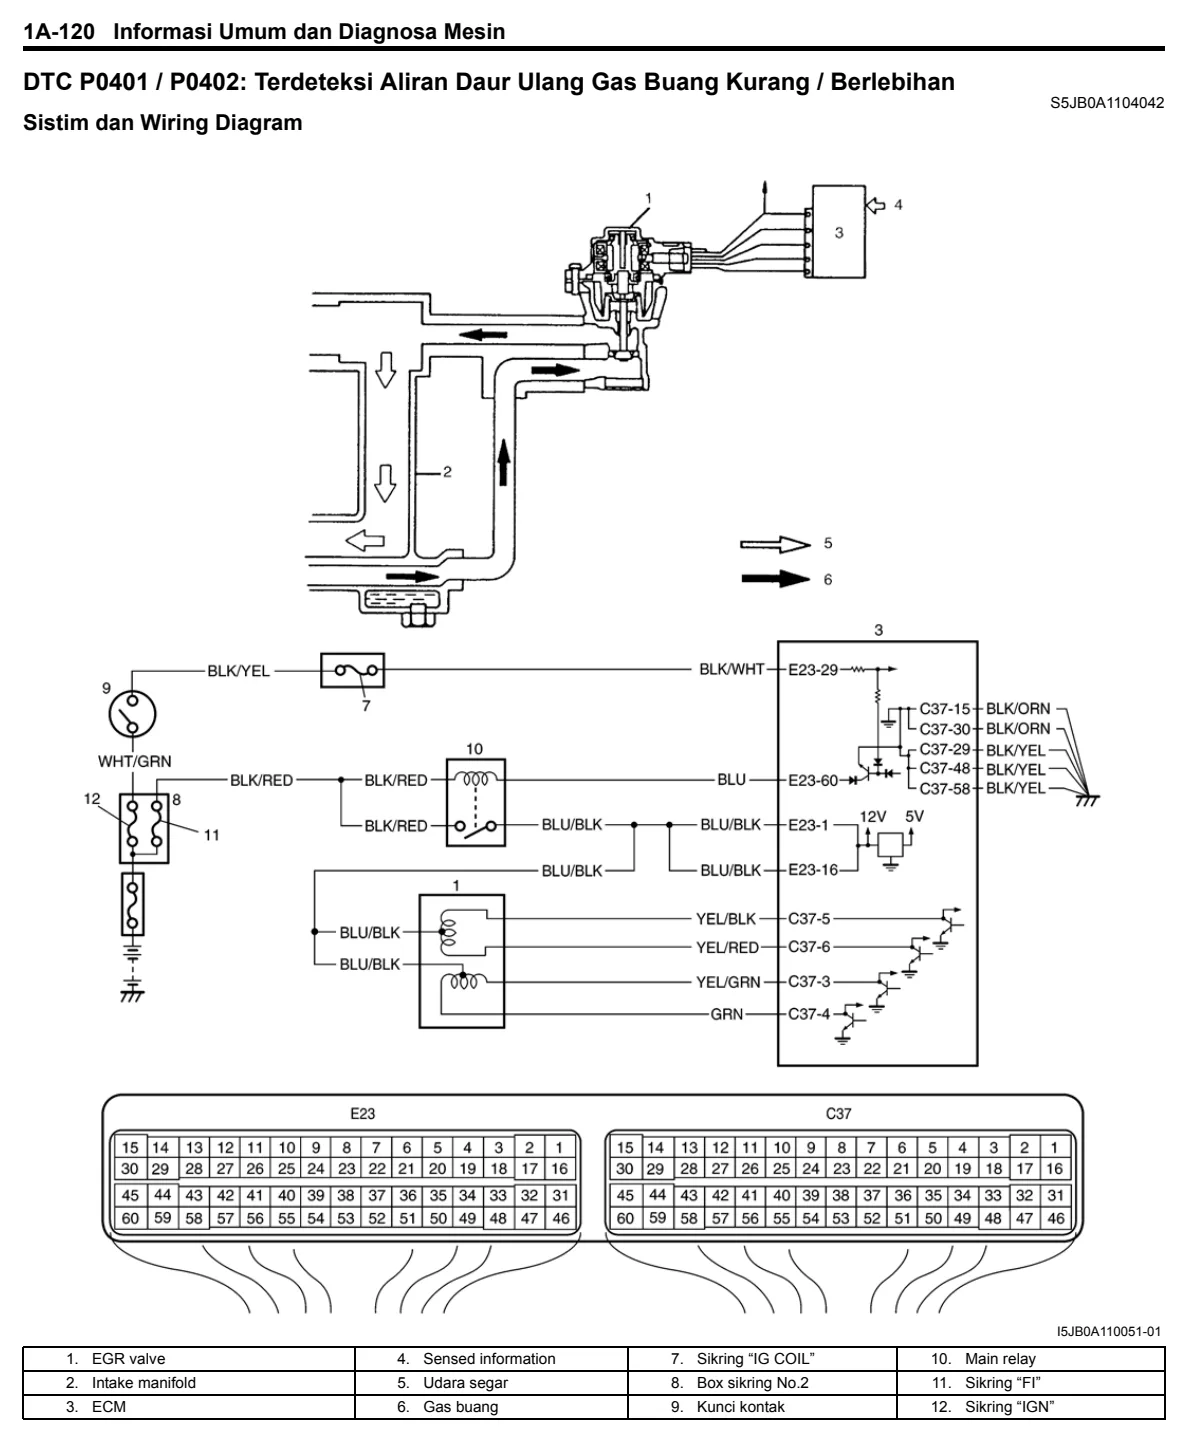 1A-120 Informasi Umum dan Diagnosa Mesin
DTC P0401 / P0402: Terdeteksi Aliran Daur Ulang Gas Buang Kurang / Berlebihan
S5JB0A1104042
Sistim dan Wiring Diagram
1
3
4
2
5
6
3
BLK/YEL
BLK/WHT
E23-29
9
7
C37-15
BLK/ORN
C37-30
BLK/ORN
C37-29
BLK/YEL
C37-48
BLK/YEL
C37-58
BLK/YEL
WHT/GRN
10
BLK/RED
BLK/RED
BLU
E23-60
12
8
11
BLK/RED
BLU/BLK
BLU/BLK
E23-1
12V
5V
BLU/BLK
BLU/BLK
E23-16
1
YEL/BLK
C37-5
BLU/BLK
YEL/RED
C37-6
BLU/BLK
YEL/GRN
C37-3
GRN
C37-4
E23
C37
15 14 13 12 11 10 9 8 7 6 5 4 3 2 1
30 29 28 27 26 25 24 23 22 21 20 19 18 17 16
45 44 43 42 41 40 39 38 37 36 35 34 33 32 31
60 59 58 57 56 55 54 53 52 51 50 49 48 47 46
15 14 13 12 11 10 9 8 7 6 5 4 3 2 1
30 29 28 27 26 25 24 23 22 21 20 19 18 17 16
45 44 43 42 41 40 39 38 37 36 35 34 33 32 31
60 59 58 57 56 55 54 53 52 51 50 49 48 47 46
I5JB0A110051-01
1. EGR valve 4. Sensed information 7. Sikring “IG COIL” 10. Main relay
2. Intake manifold 5. Udara segar 8. Box sikring No.2 11. Sikring “FI”
3. ECM 6. Gas buang 9. Kunci kontak 12. Sikring “IGN”